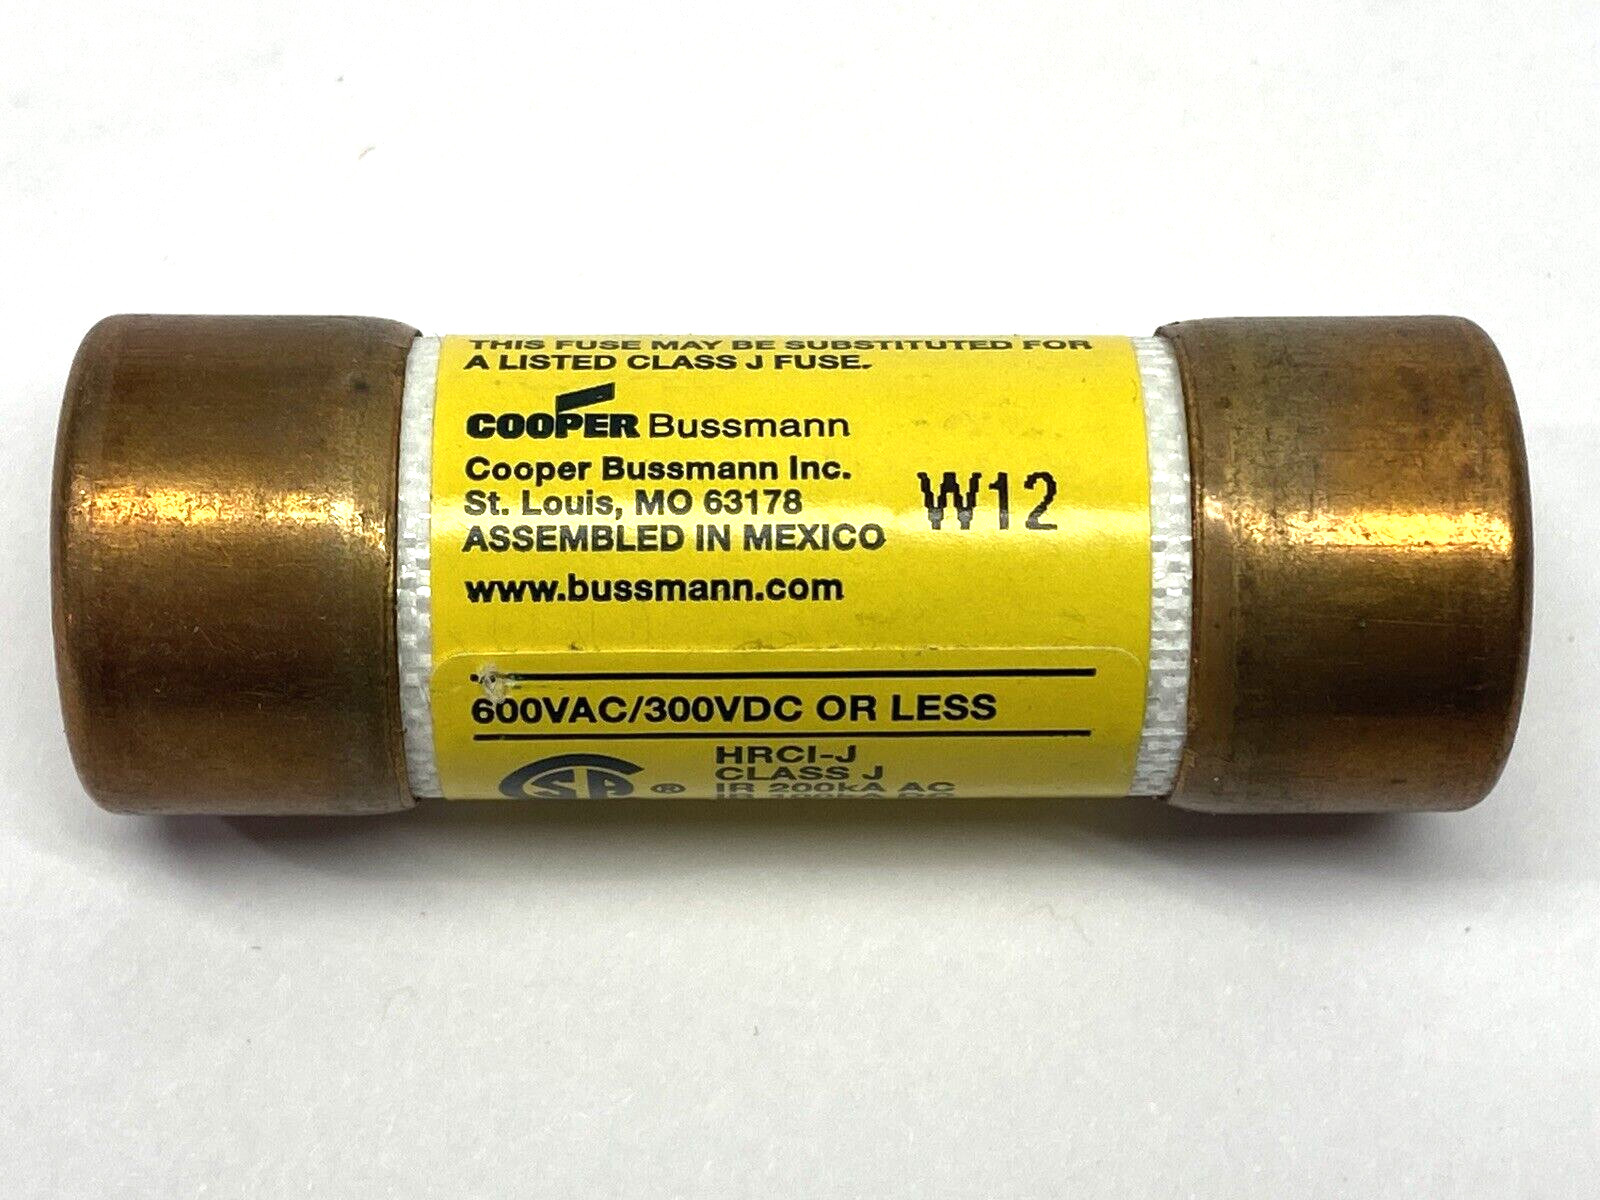 THIS FUSE MAY BE SUBSTITUTED FOR
A LISTED CLASS J FUSE.
COOPER Bussmann
Cooper Bussmann Inc.
St. Louis, MO 63178
W12
ASSEMBLED IN MEXICO
www.bussmann.com
600VAC/300VDC OR LESS
HRCI-J
CLASS J
IR 200kA AC